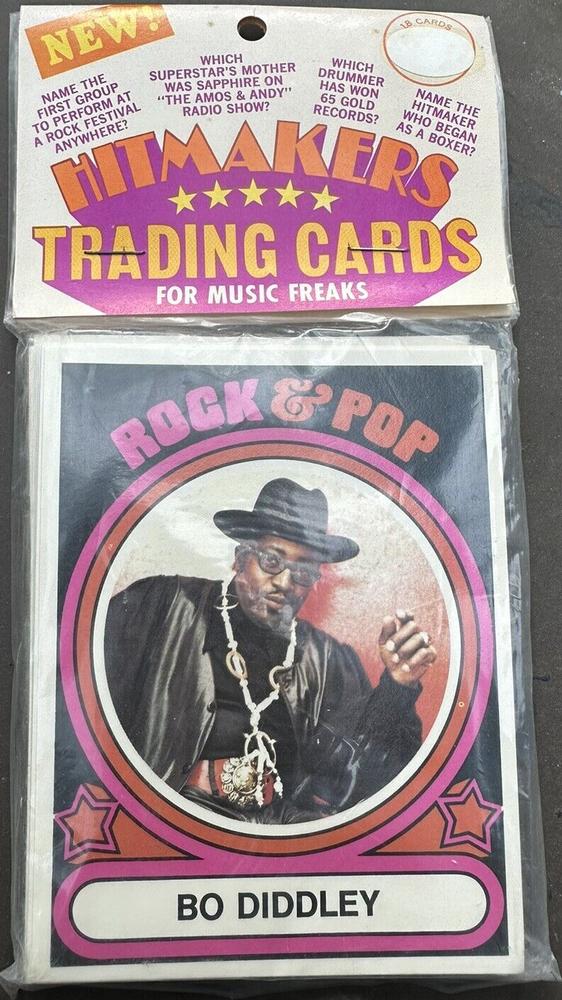 NEW!
18 CARDS
NAME THE
FIRST GROUP
TO PERFORM AT
A ROCK FESTIVAL
ANYWHERE?
WHICH
SUPERSTAR'S MOTHER
WAS SAPPHIRE ON
"THE AMOS & ANDY"
RADIO SHOW?
WHICH
DRUMMER
HAS WON
65 GOLD
RECORDS?
NAME THE
HITMAKER
WHO BEGAN
AS A BOXER?
HITMAKERS
TRADING CARDS
FOR MUSIC FREAKS
ROCK & POP
BO DIDDLEY